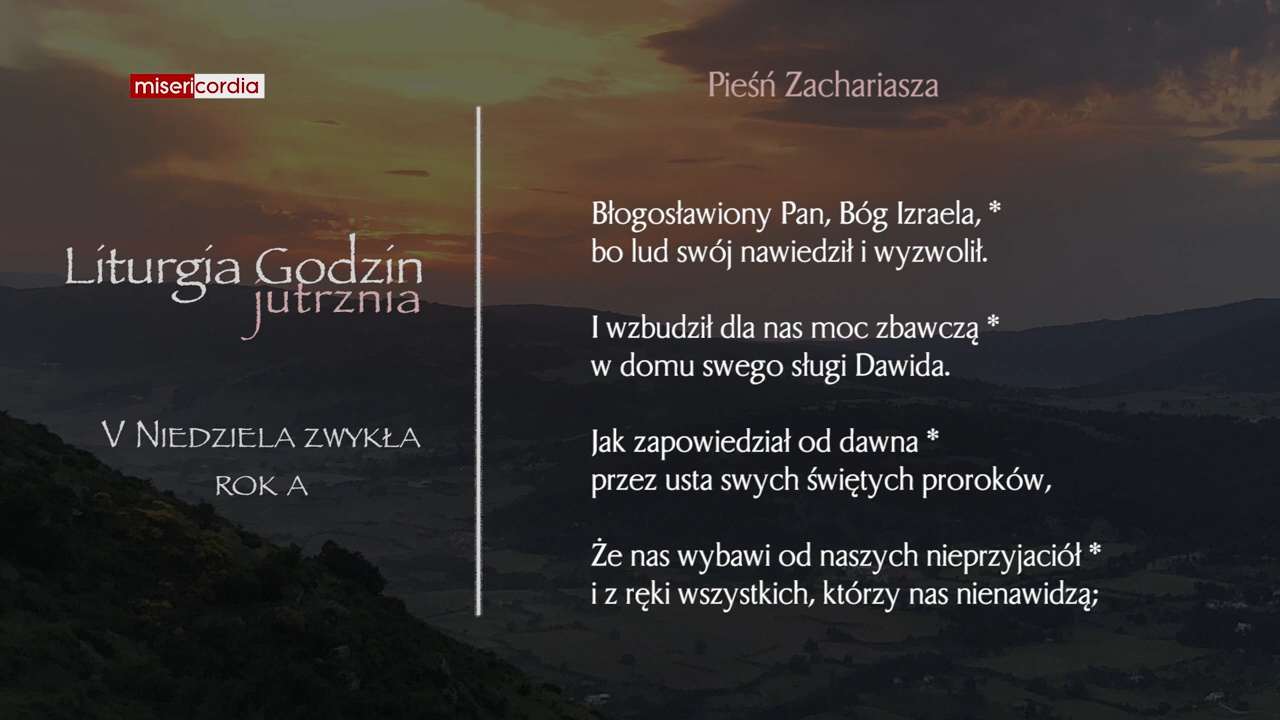 misericordia
Liturgia Godzin
jutrznia
V Niedziela zwykła
rok A
Pieśń Zachariasza
Błogosławiony Pan, Bóg Izraela, *
bo lud swój nawiedził i wyzwolił.
I wzbudził dla nas moc zbawczą *
w domu swego sługi Dawida.
Jak zapowiedział od dawna *
przez usta swych świętych proroków,
Że nas wybawi od naszych nieprzyjaciół *
i z ręki wszystkich, którzy nas nienawidzą;